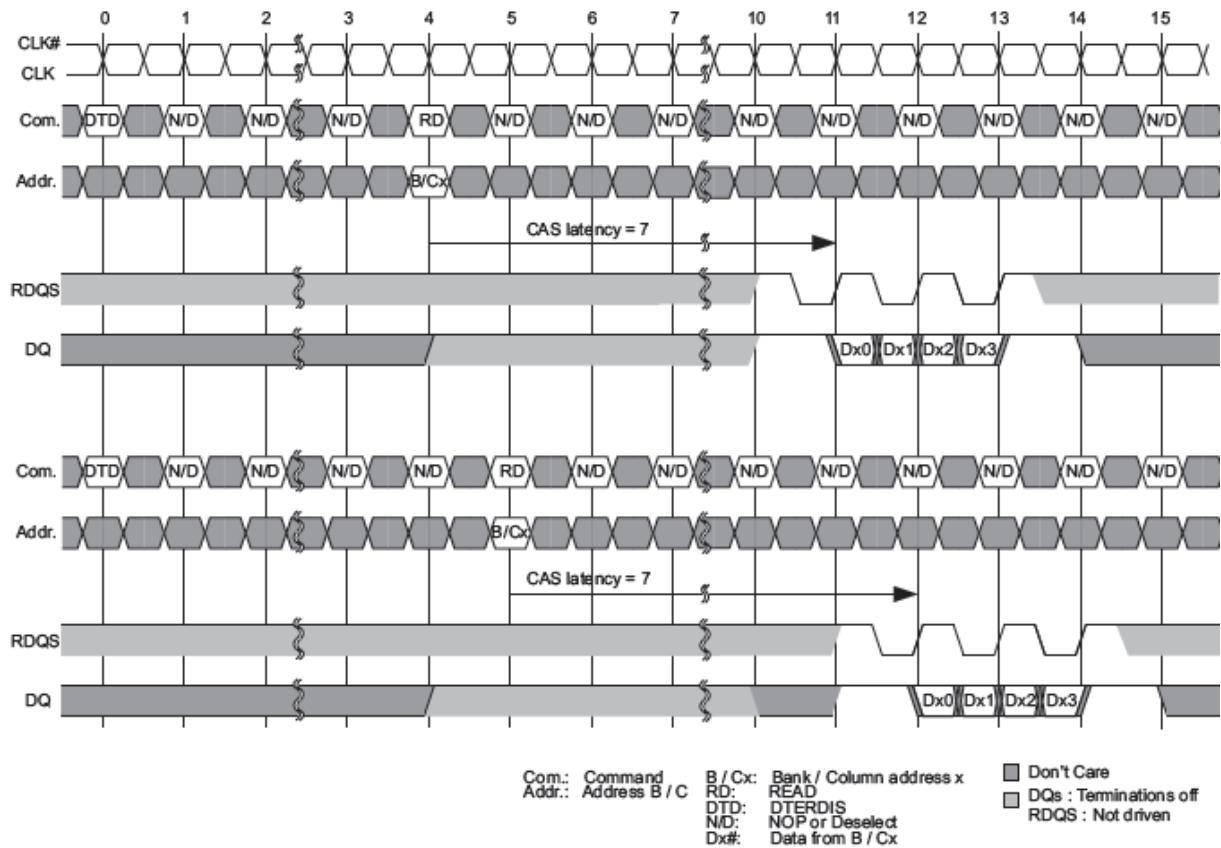 0 1 2 3 4 5 6 7 10 11 12 13 14 15
CLK#
CLK
Com. DTD N/D N/D N/D RD N/D N/D N/D N/D N/D N/D N/D N/D N/D
Addr. B/Cx
CAS latency = 7
RDQS
DQ Dx0 Dx1 Dx2 Dx3
Com. DTD N/D N/D N/D N/D RD N/D N/D N/D N/D N/D N/D N/D N/D
Addr. B/Cx
CAS latency = 7
RDQS
DQ Dx0 Dx1 Dx2 Dx3
Com.: Command
Addr.: Address B / C
B / Cx: Bank / Column address x
RD: READ
DTD: DTERDIS
N/D: NOP or Deselect
Dx#: Data from B / Cx
Don't Care
DQs : Terminations off
RDQS : Not driven